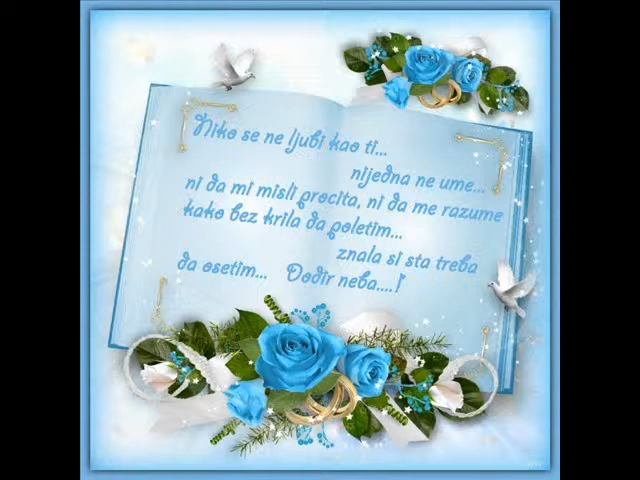 Niko se ne ljubi kao ti...
nijedna ne ume...
ni da mi misli procita, ni da me razume
kako bez krila da poletim...
znala si sta treba
da osetim... Dodir neba....!